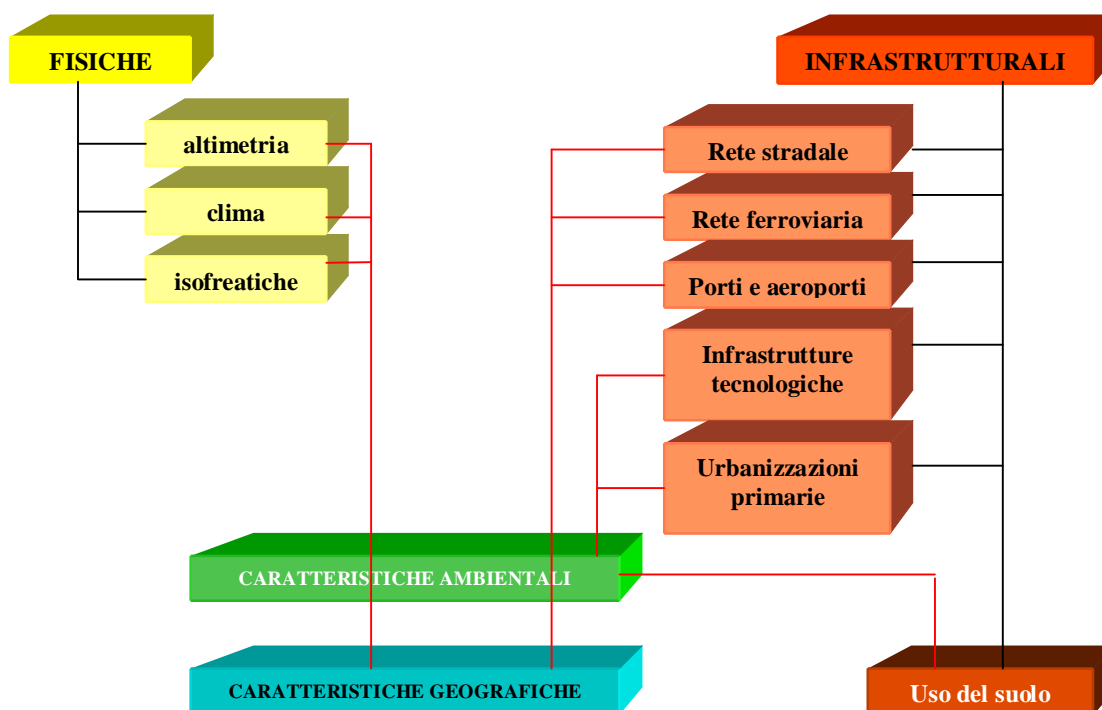 FISICHE
altimetria
clima
isofreatiche
INFRASTRUTTURALI
Rete stradale
Rete ferroviaria
Porti e aeroporti
Infrastrutture
tecnologiche
Urbanizzazioni
primarie
CARATTERISTICHE AMBIENTALI
CARATTERISTICHE GEOGRAFICHE
Uso del suolo